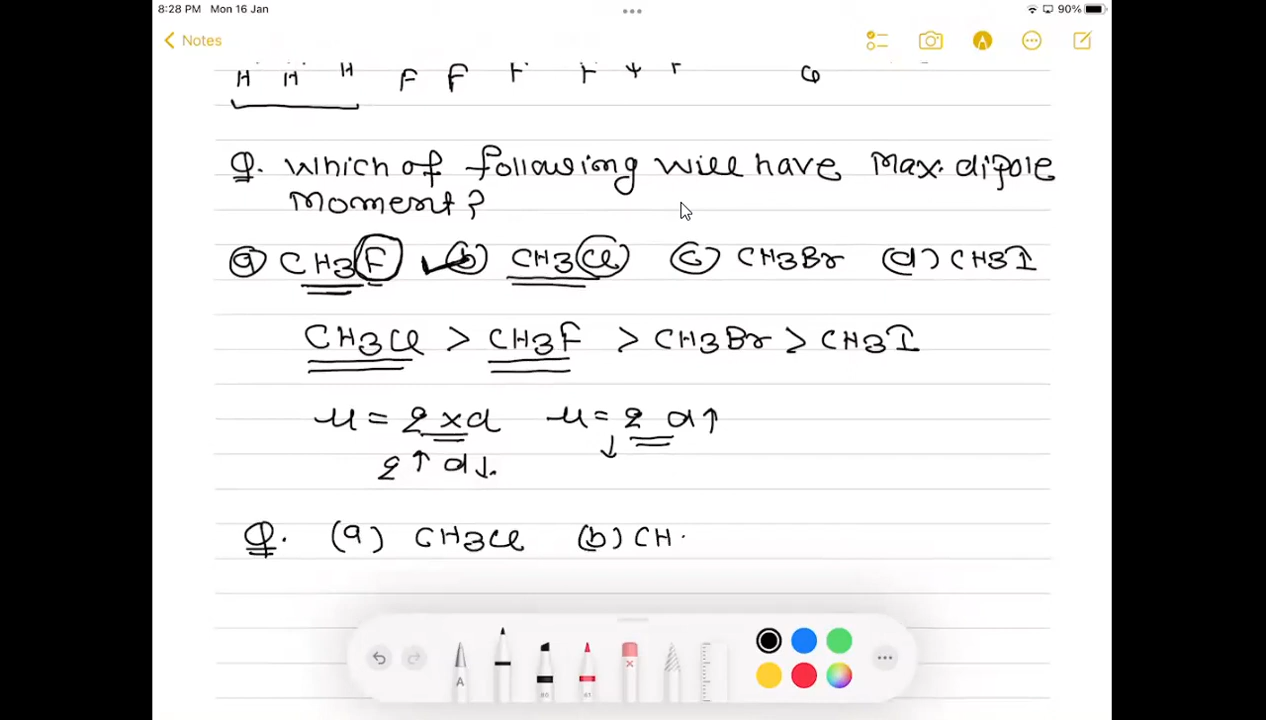 8:28 PM Mon 16 Jan
90%
Notes
H H H F F
Q. Which of following will have Max. dipole
Moment?
(a) CH3F (b) CH3Cl (c) CH3Br (d) CH3I
CH3Cl > CH3F > CH3Br > CH3I
μ = q x d μ = q d↑
q ↑ d ↓.
Q. (a) CH3Cl (b) CH.
A
80